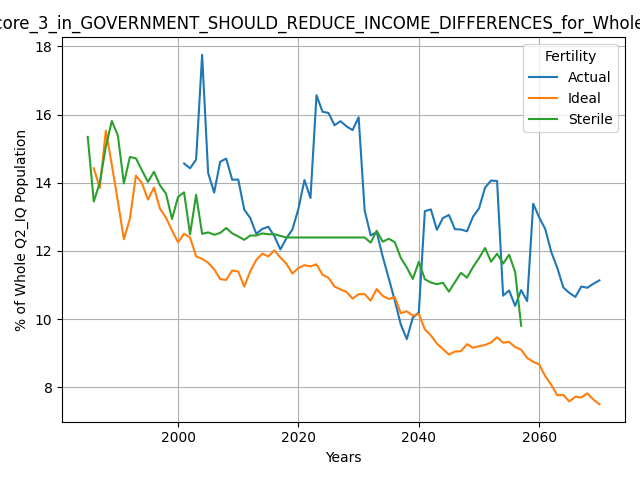 core_3_in_GOVERNMENT_SHOULD_REDUCE_INCOME_DIFFERENCES_for_Whole
18
16
14
12
10
8
% of Whole Q2_IQ Population
Fertility
Actual
Ideal
Sterile
2000
2020
2040
2060
Years